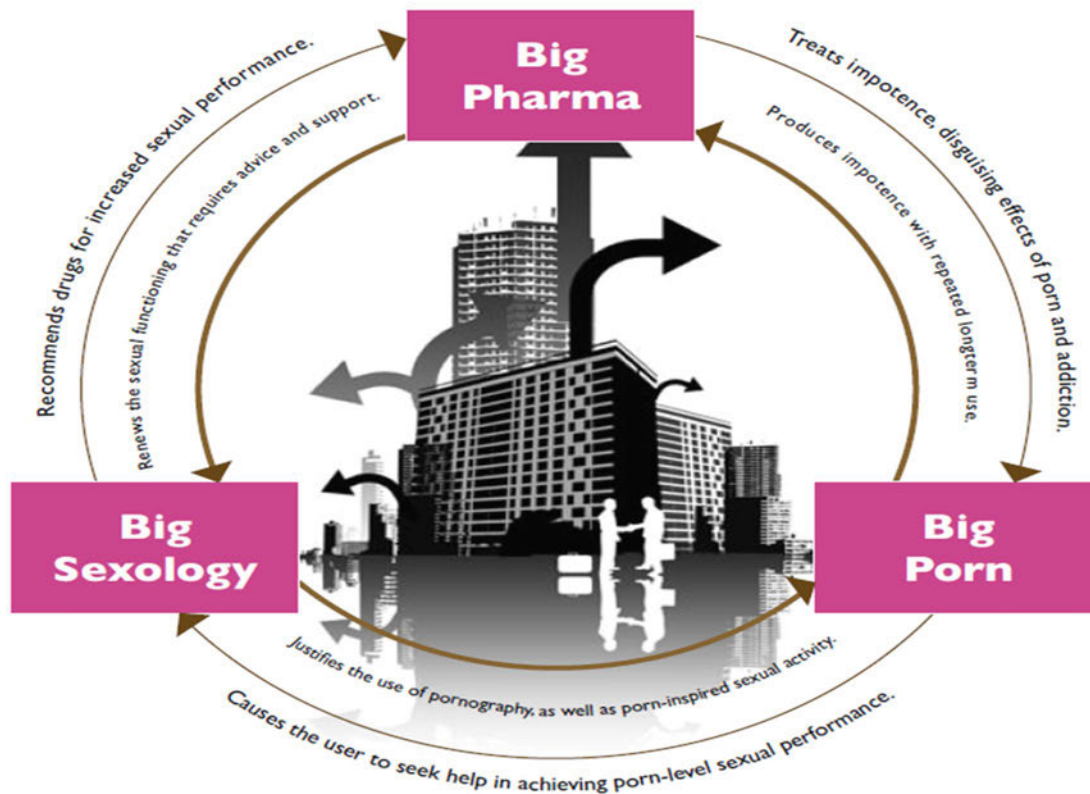 Big
Pharma
Recommends drugs for increased sexual performance.
Renews the sexual functioning that requires advice and support.
Treats impotence, disguising effects of porn and addiction.
Produces impotence with repeated longterm use.
Big
Sexology
Big
Porn
Justifies the use of pornography, as well as porn-inspired sexual activity.
Causes the user to seek help in achieving porn-level sexual performance.